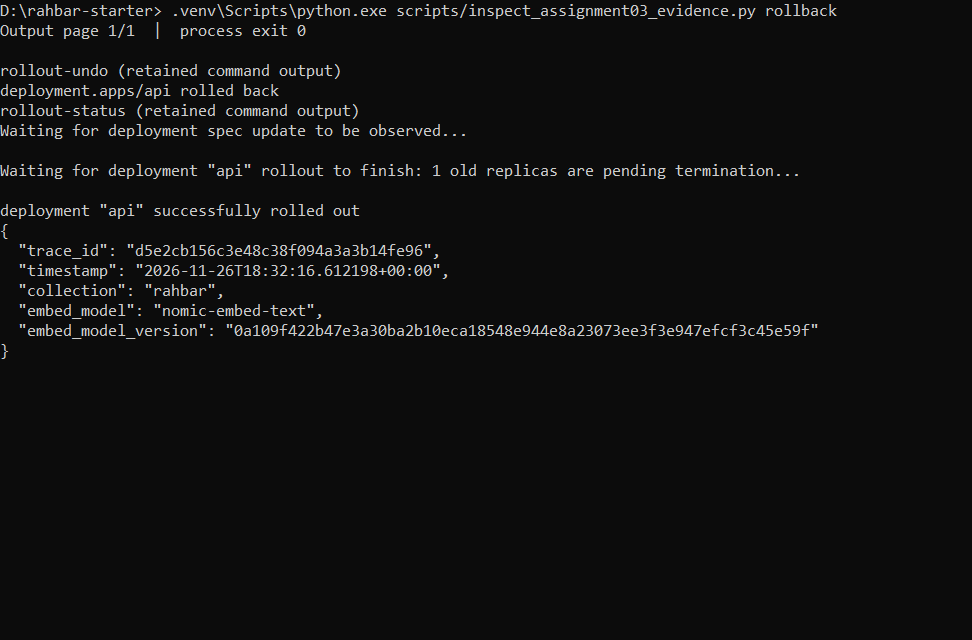 D:\rahbar-starter> .venv\Scripts\python.exe scripts/inspect_assignment03_evidence.py rollback
Output page 1/1  |  process exit 0
rollout-undo (retained command output)
deployment.apps/api rolled back
rollout-status (retained command output)
Waiting for deployment spec update to be observed...
Waiting for deployment "api" rollout to finish: 1 old replicas are pending termination...
deployment "api" successfully rolled out
{
  "trace_id": "d5e2cb156c3e48c38f094a3a3b14fe96",
  "timestamp": "2026-11-26T18:32:16.612198+00:00",
  "collection": "rahbar",
  "embed_model": "nomic-embed-text",
  "embed_model_version": "0a109f422b47e3a30ba2b10eca18548e944e8a23073ee3f3e947efcf3c45e59f"
}